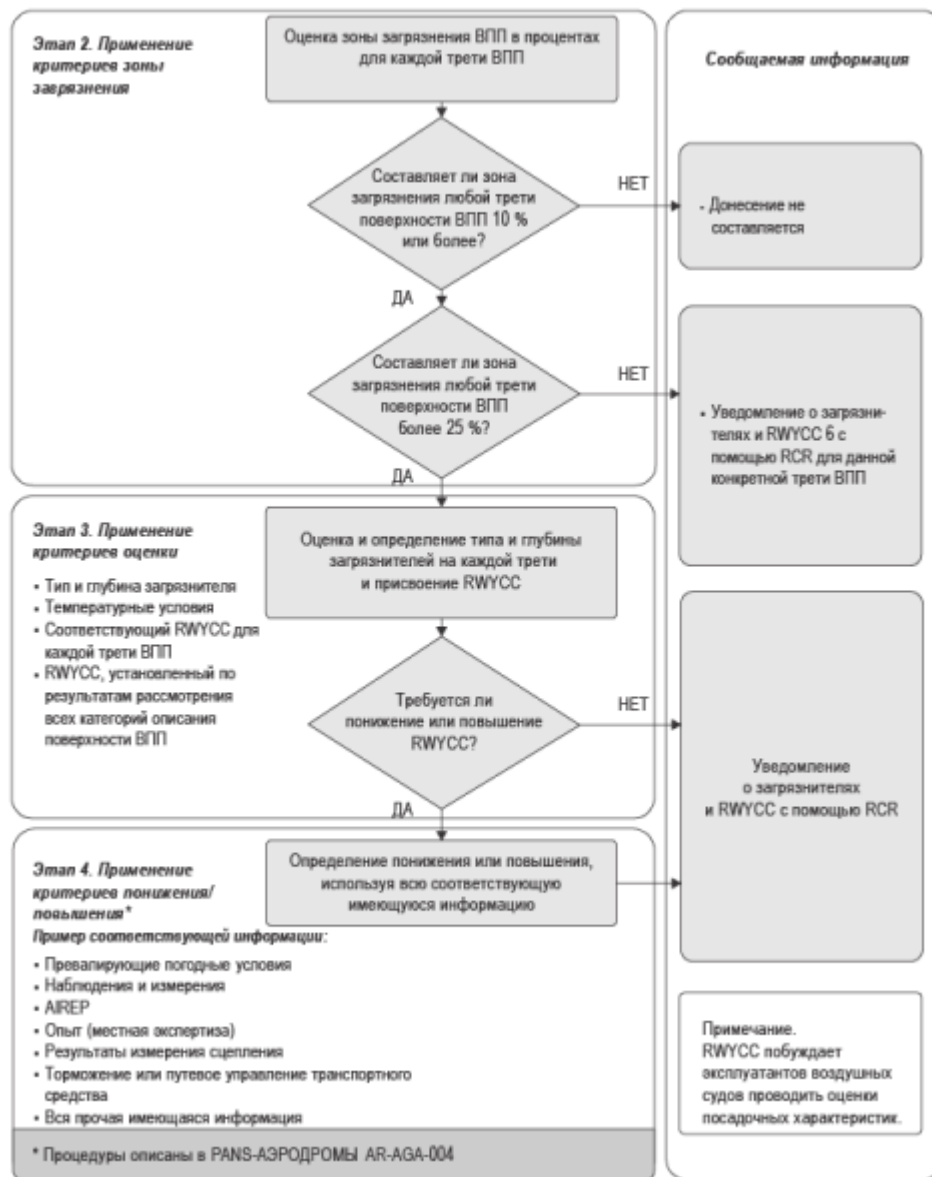 Этап 2. Применение
критериев зоны
загрязнения
Оценка зоны загрязнения ВПП в процентах
для каждой трети ВПП
Сообщаемая информация
Составляет ли зона
загрязнения любой трети
поверхности ВПП 10 %
или более?
НЕТ
- Донесение не
составляется
ДА
Составляет ли зона
загрязнения любой трети
поверхности ВПП
более 25 %?
НЕТ
• Уведомление о загрязни-
телях и RWYCC 6 с
помощью RCR для данной
конкретной трети ВПП
ДА
Этап 3. Применение
критериев оценки
• Тип и глубина загрязнителя
• Температурные условия
• Соответствующий RWYCC для
каждой трети ВПП
• RWYCC, установленный по
результатам рассмотрения
всех категорий описания
поверхности ВПП
Оценка и определение типа и глубины
загрязнителей на каждой трети
и присвоение RWYCC
Требуется ли
понижение или повышение
RWYCC?
НЕТ
Уведомление
о загрязнителях
и RWYCC с помощью RCR
ДА
Этап 4. Применение
критериев понижения/
повышения*
Пример соответствующей информации:
• Превалирующие погодные условия
• Наблюдения и измерения
• AIREP
• Опыт (местная экспертиза)
• Результаты измерения сцепления
• Торможение или путевое управление транспортного
средства
• Вся прочая имеющаяся информация
Определение понижения или повышения,
используя всю соответствующую
имеющуюся информацию
Примечание.
RWYCC побуждает
эксплуатантов воздушных
судов проводить оценки
посадочных характеристик.
* Процедуры описаны в PANS-АЭРОДРОМЫ AR-AGA-004